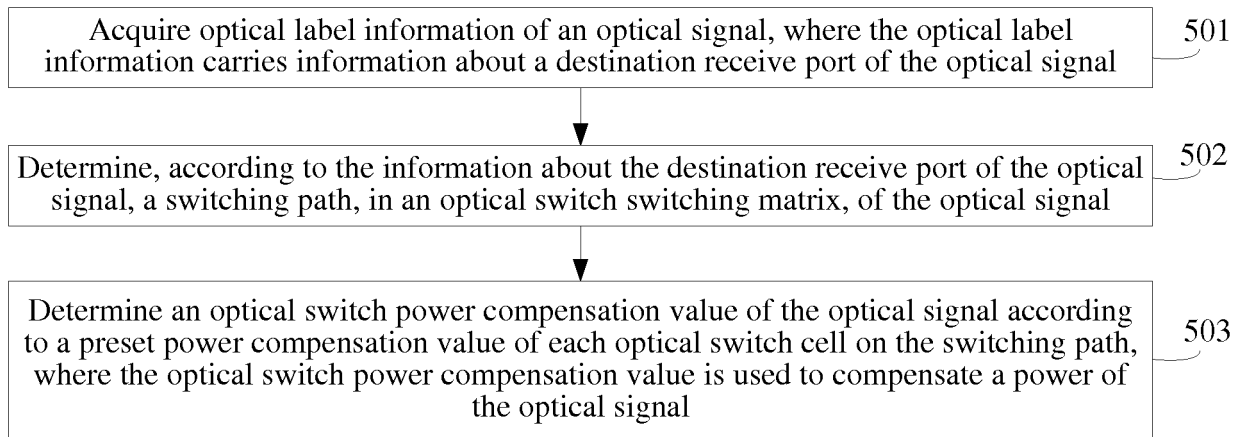 Acquire optical label information of an optical signal, where the optical label
information carries information about a destination receive port of the optical signal
501
Determine, according to the information about the destination receive port of the optical
signal, a switching path, in an optical switch switching matrix, of the optical signal
502
Determine an optical switch power compensation value of the optical signal according
to a preset power compensation value of each optical switch cell on the switching path,
where the optical switch power compensation value is used to compensate a power of
the optical signal
503